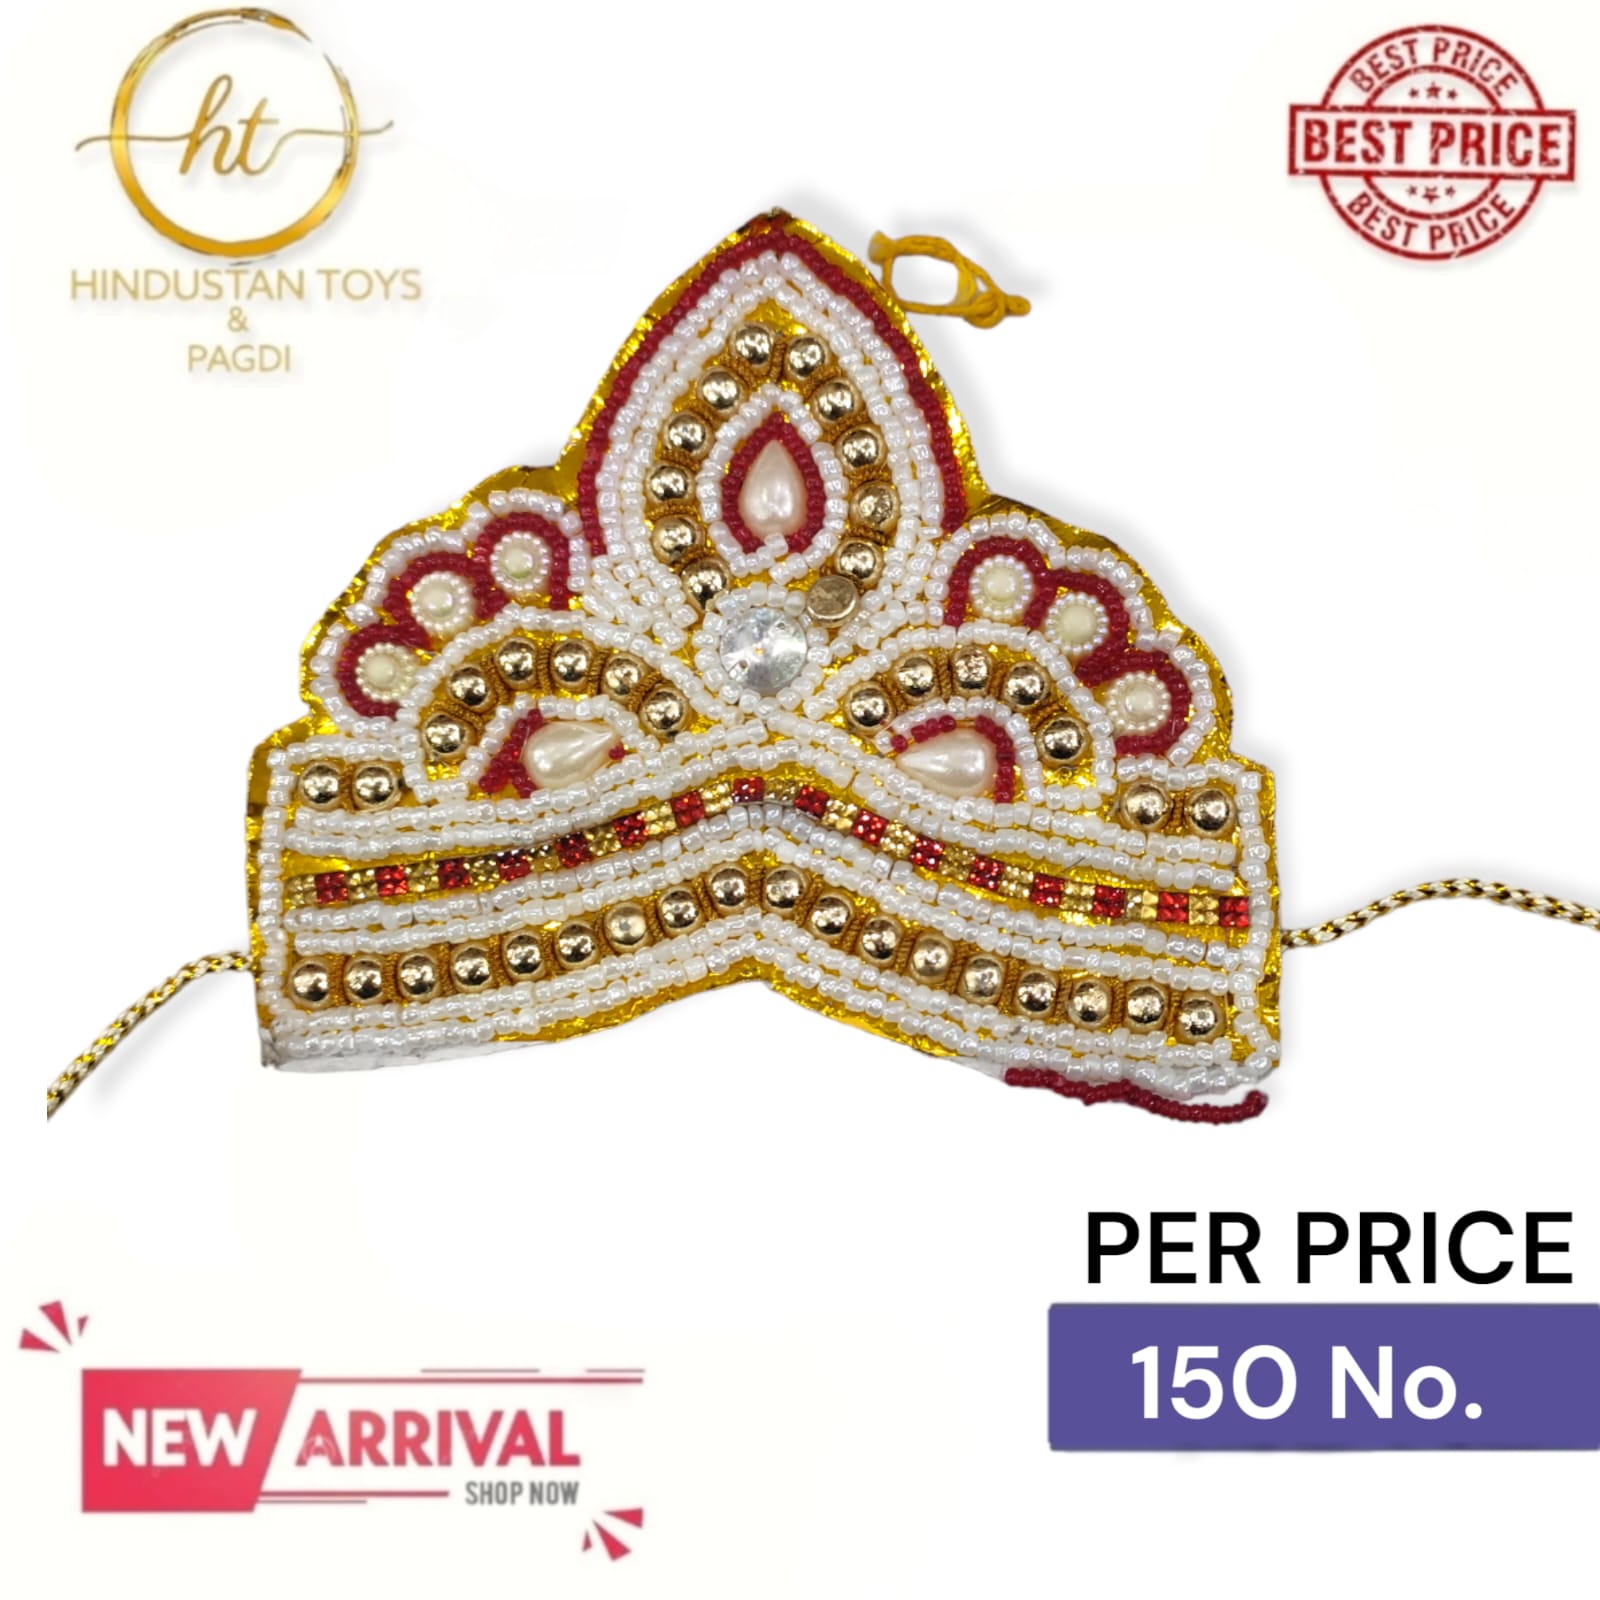 ht
HINDUSTAN TOYS
&
PAGDI
BEST PRICE
BEST PRICE
BEST PRICE
PER PRICE
150 No.
NEW ARRIVAL
SHOP NOW